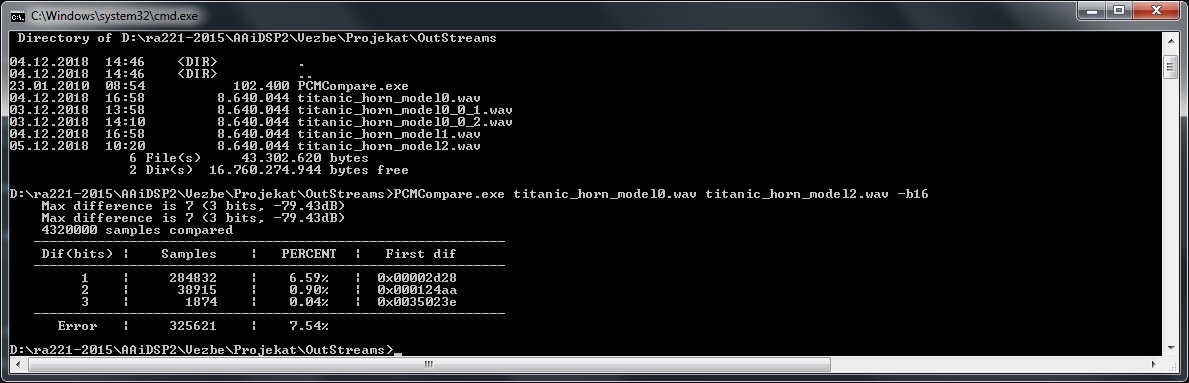 C:\Windows\system32\cmd.exe
Directory of D:\ra221-2015\AAiDSP2\Vezbe\Projekat\OutStreams
04.12.2018  14:46    <DIR>          .
04.12.2018  14:46    <DIR>          ..
23.01.2010  08:54           102.400 PCMCompare.exe
04.12.2018  16:58         8.640.044 titanic_horn_model0.wav
03.12.2018  13:58         8.640.044 titanic_horn_model0_0_1.wav
03.12.2018  14:10         8.640.044 titanic_horn_model0_0_2.wav
04.12.2018  16:58         8.640.044 titanic_horn_model1.wav
05.12.2018  10:20         8.640.044 titanic_horn_model2.wav
6 File(s)     43.302.620 bytes
2 Dir(s)  16.760.274.944 bytes free
D:\ra221-2015\AAiDSP2\Vezbe\Projekat\OutStreams>PCMCompare.exe titanic_horn_model0.wav titanic_horn_model2.wav -b16
Max difference is 7 (3 bits, -79.43dB)
Max difference is 7 (3 bits, -79.43dB)
4320000 samples compared
Dif(bits) ¦    Samples    ¦   PERCENT  ¦   First dif
1    ¦     284832    ¦    6.59%   ¦  0x00002d28
2    ¦      38915    ¦    0.90%   ¦  0x000124aa
3    ¦       1874    ¦    0.04%   ¦  0x0035023e
Error   ¦     325621    ¦    7.54%
D:\ra221-2015\AAiDSP2\Vezbe\Projekat\OutStreams>_